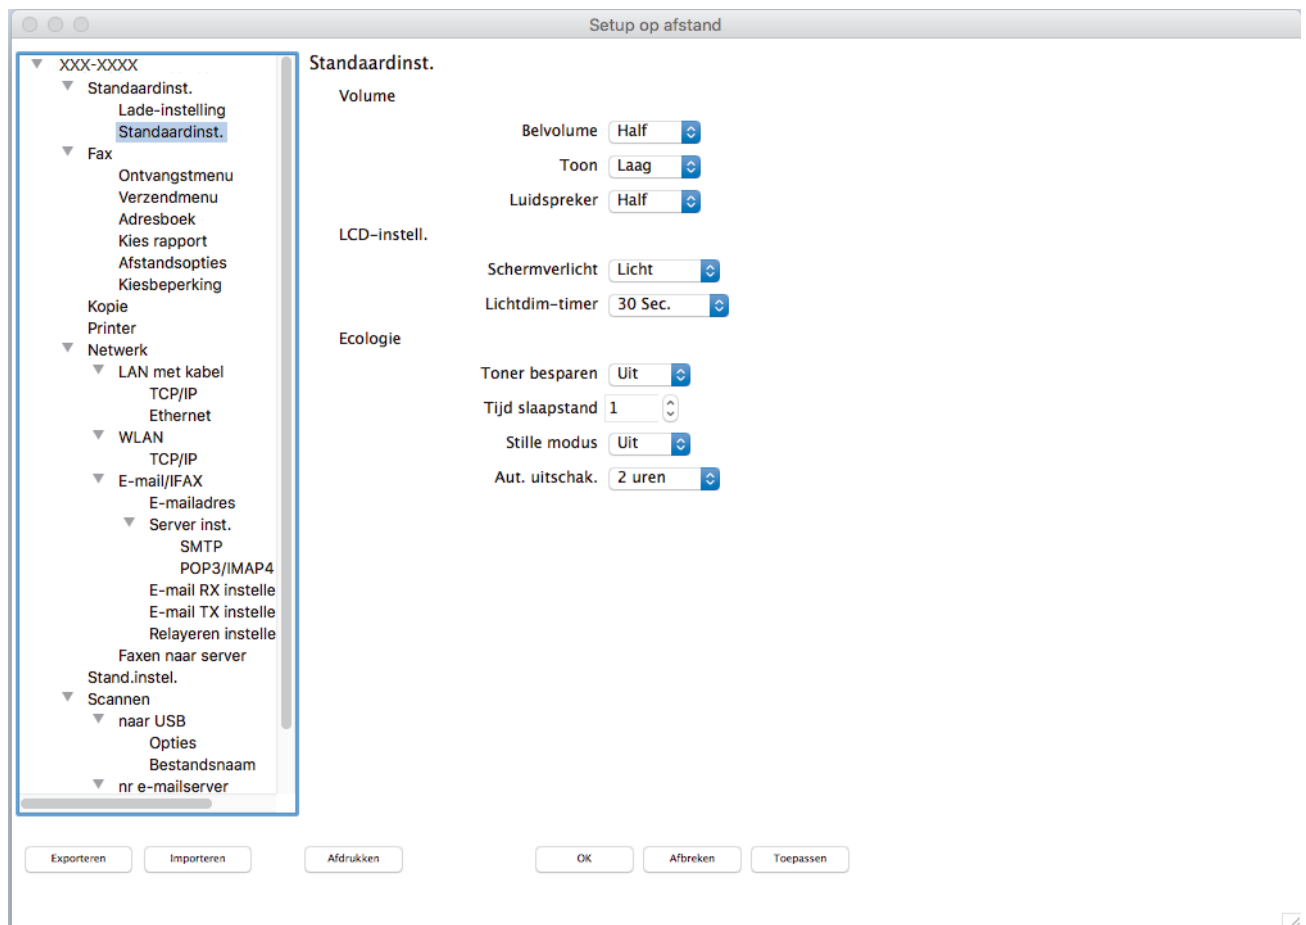 Setup op afstand
XXX-XXXX
Standaardinst.
Lade-instelling
Standaardinst.
Fax
Ontvangstmenu
Verzendmenu
Adresboek
Kies rapport
Afstandsopties
Kiesbeperking
Kopie
Printer
Netwerk
LAN met kabel
TCP/IP
Ethernet
WLAN
TCP/IP
E-mail/IFAX
E-mailadres
Server inst.
SMTP
POP3/IMAP4
E-mail RX instelle
E-mail TX instelle
Relayeren instelle
Faxen naar server
Stand.instel.
Scannen
naar USB
Opties
Bestandsnaam
nr e-mailserver
Standaardinst.
Volume
Belvolume Half
Toon Laag
Luidspreker Half
LCD-instell.
Schermverlicht Licht
Lichtdim-timer 30 Sec.
Ecologie
Toner besparen Uit
Tijd slaapstand 1
Stille modus Uit
Aut. uitschak. 2 uren
Exporteren Importeren Afdrukken OK Afbreken Toepassen